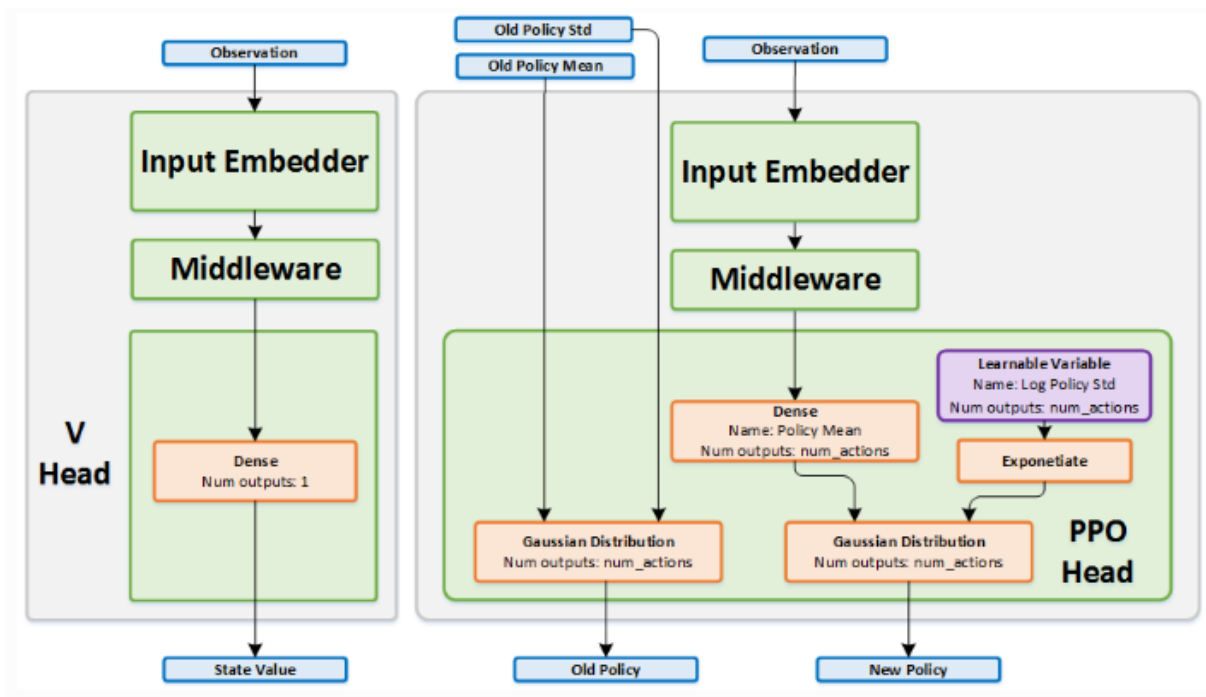 Observation
Input Embedder
Middleware
V
Head
Dense
Num outputs: 1
State Value
Old Policy Std
Old Policy Mean
Observation
Input Embedder
Middleware
Learnable Variable
Name: Log Policy Std
Num outputs: num_actions
Dense
Name: Policy Mean
Num outputs: num_actions
Exponetiate
Gaussian Distribution
Num outputs: num_actions
Gaussian Distribution
Num outputs: num_actions
PPO
Head
Old Policy
New Policy